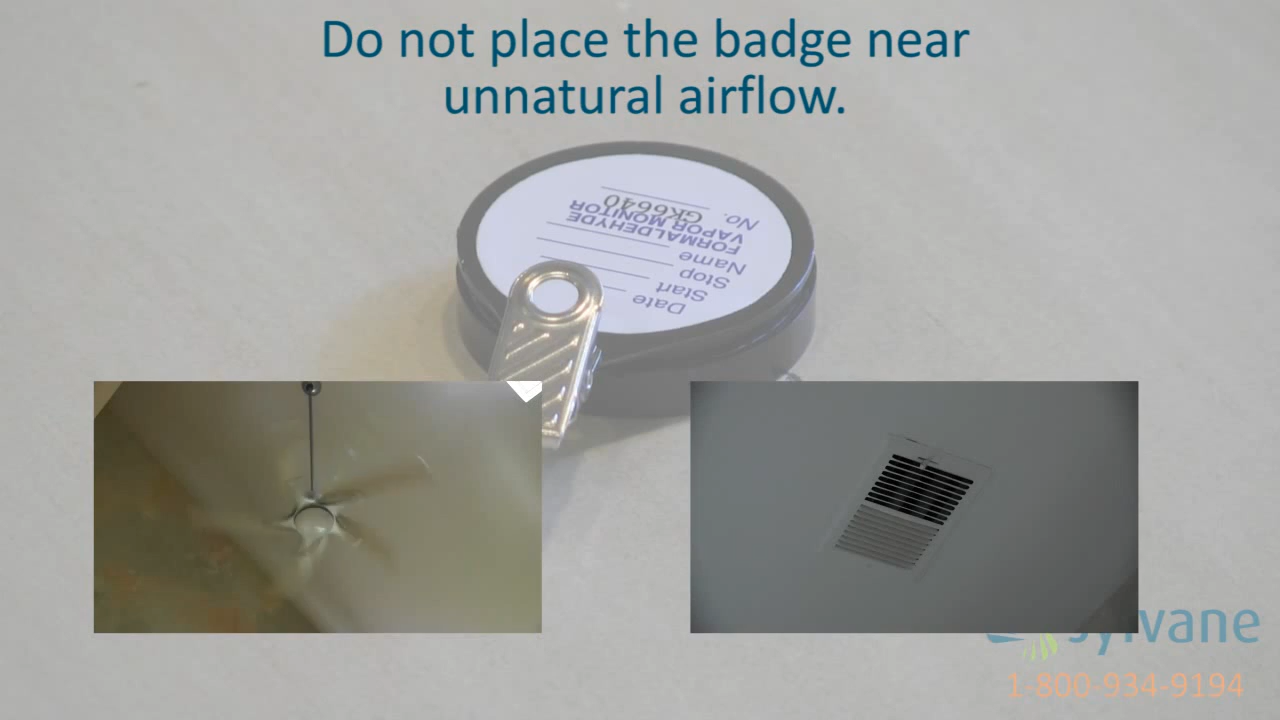 Do not place the badge near
unnatural airflow.
No. GK6640
FORMALDEHYDE
VAPOR MONITOR
Name
Stop
Start
Date
sylvane
1-800-934-9194